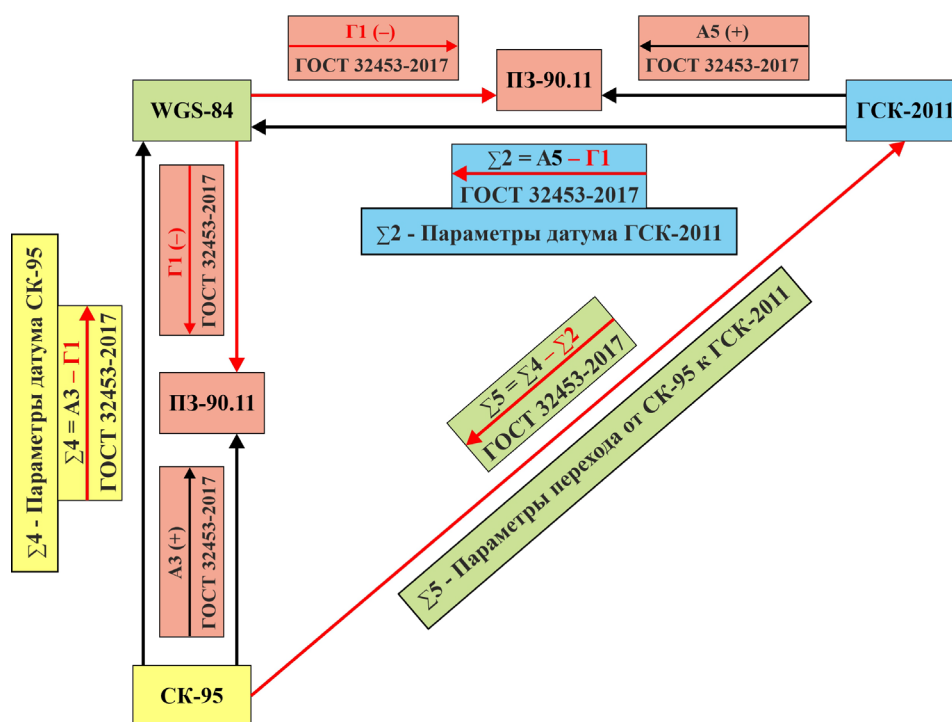 Г1 (–)
ГОСТ 32453-2017
А5 (+)
ГОСТ 32453-2017
ПЗ-90.11
WGS-84
ГСК-2011
∑2 = А5 – Г1
ГОСТ 32453-2017
∑2 - Параметры датума ГСК-2011
Г1 (–)
ГОСТ 32453-2017
∑4 - Параметры датума СК-95
∑4 = А3 – Г1
ГОСТ 32453-2017
ПЗ-90.11
∑5 = ∑4 – ∑2
ГОСТ 32453-2017
∑5 - Параметры перехода от СК-95 к ГСК-2011
А3 (+)
ГОСТ 32453-2017
СК-95